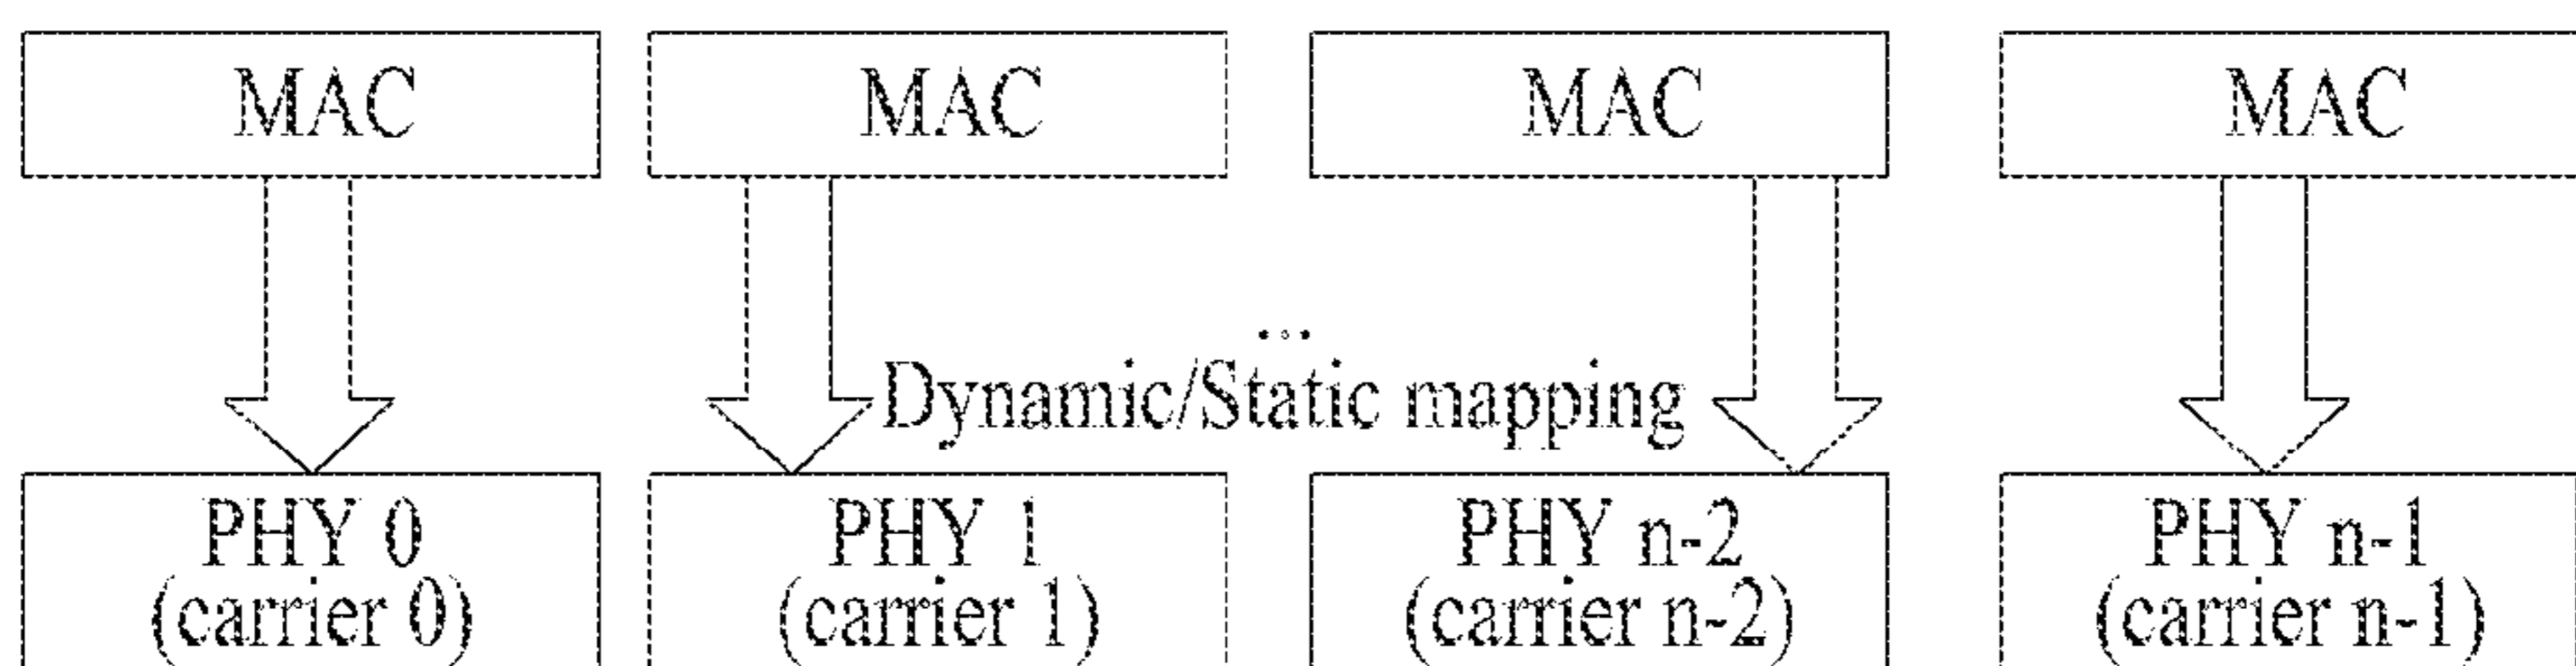 MAC MAC MAC MAC
...
Dynamic/Static mapping
PHY 0 PHY 1 PHY n-2 PHY n-1
(carrier 0) (carrier 1) (carrier n-2) (carrier n-1)